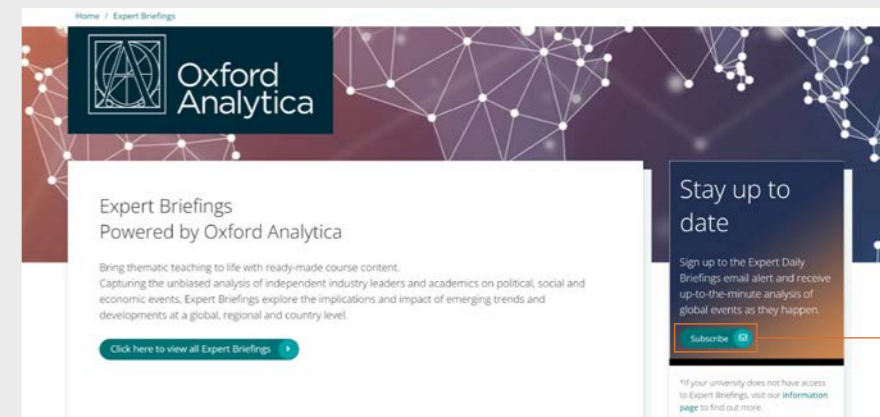 Home / Expert Briefings
Oxford
Analytica
Expert Briefings
Powered by Oxford Analytica
Bring thematic teaching to life with ready-made course content.
Capturing the unbiased analysis of independent industry leaders and academics on political, social and
economic events, Expert Briefings explore the implications and impact of emerging trends and
developments at a global, regional and country level.
Click here to view all Expert Briefings
Stay up to
date
Sign up to the Expert Daily
Briefings email alert and receive
up-to-the-minute analysis of
global events as they happen.
Subscribe
*If your university does not have access
to Expert Briefings, visit our information
page to find out more.